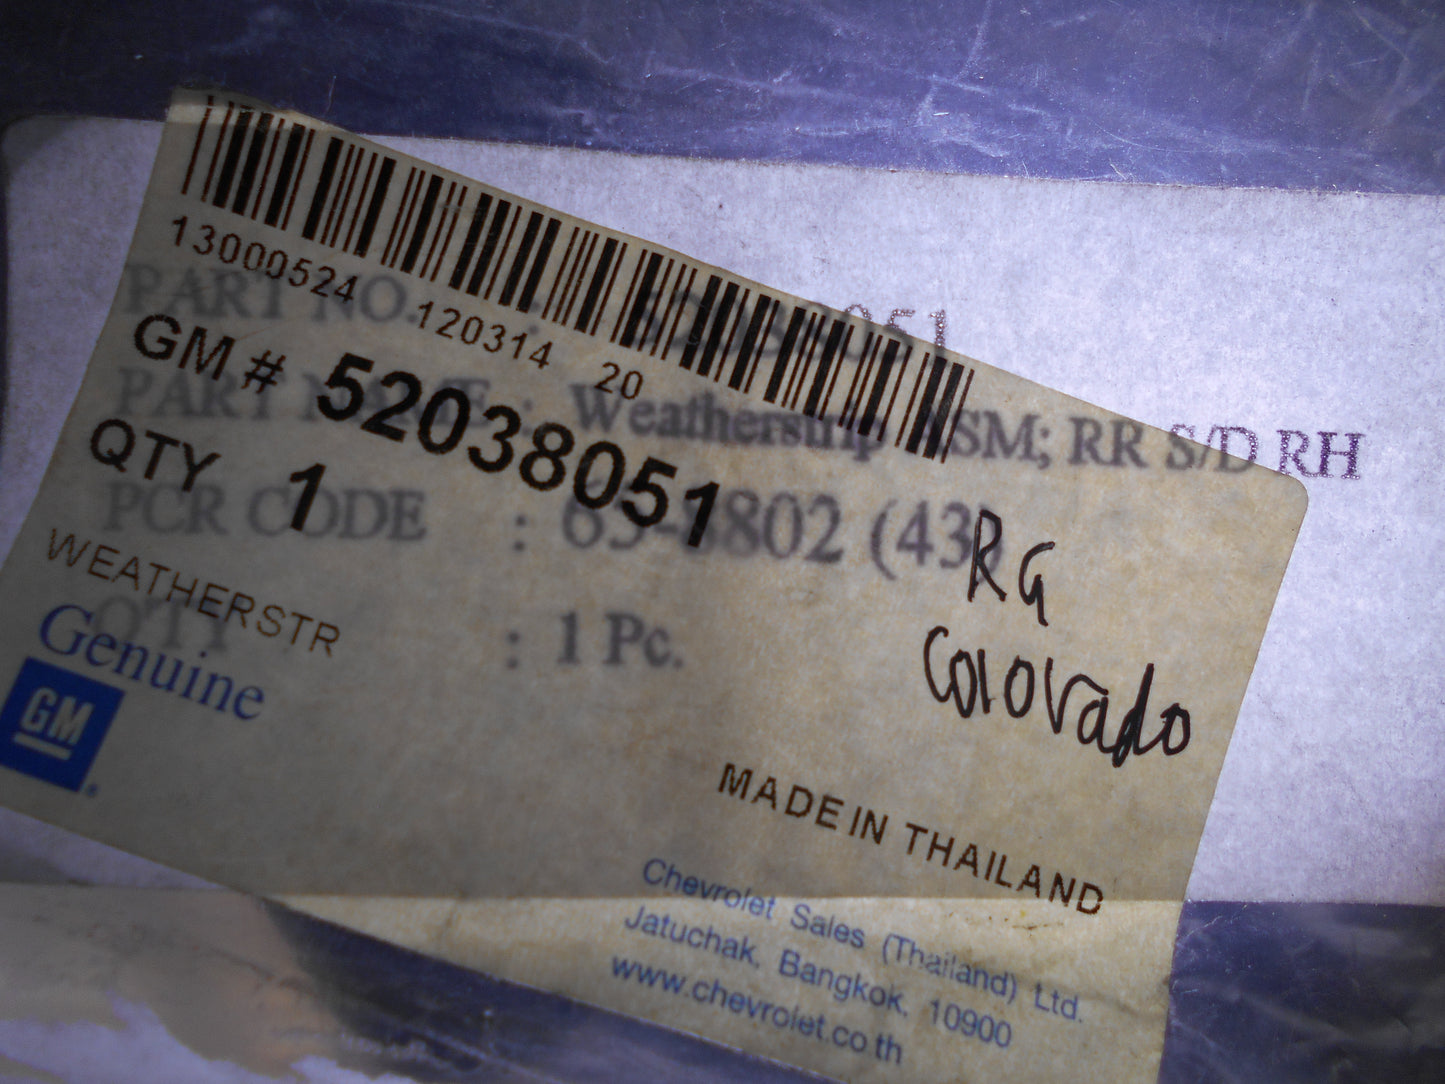 13000524 120314 20
GM # 52038051
QTY 1
WEATHERSTR
Genuine
GM
RG
Colorado
MADE IN THAILAND
Chevrolet Sales (Thailand) Ltd.
Jatuchak, Bangkok, 10900
www.chevrolet.co.th
PART NO. : 52038051
PART NAME : Weatherstrip ASM; RR S/D RH
PCR CODE : (43)
QTY : 1 Pc.